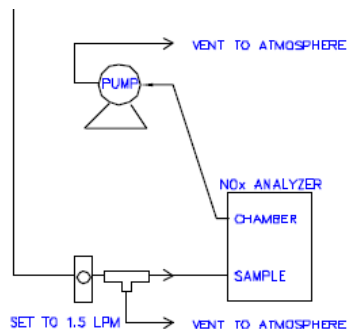 VENT TO ATMOSPHERE
PUMP
NOx ANALYZER
CHAMBER
SAMPLE
SET TO 1.5 LPM
VENT TO ATMOSPHERE